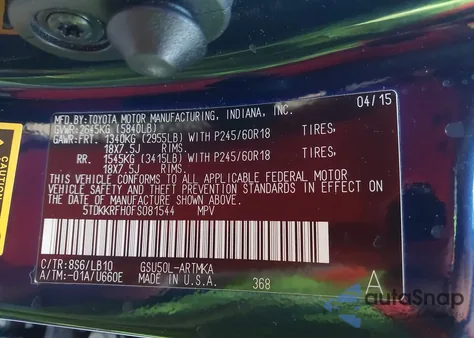 MFD.BY:TOYOTA MOTOR MANUFACTURING, INDIANA, INC. 04/15
GVWR:2645KG (5840LB)
GAWR:FRT. 1340KG (2955LB) WITH P245/60R18 TIRES,
18X7.5J RIMS.
RR. 1545KG (3415LB) WITH P245/60R18 TIRES,
18X7.5J RIMS.
THIS VEHICLE CONFORMS TO ALL APPLICABLE FEDERAL MOTOR
VEHICLE SAFETY AND THEFT PREVENTION STANDARDS IN EFFECT ON
THE DATE OF MANUFACTURE SHOWN ABOVE.
5TDKKRFH0FS081544 MPV
C/TR:8S6/LB10 GSU50L-ARTMKA
A/TM:-01A/U660E MADE IN U.S.A. 368 A
autoSnap